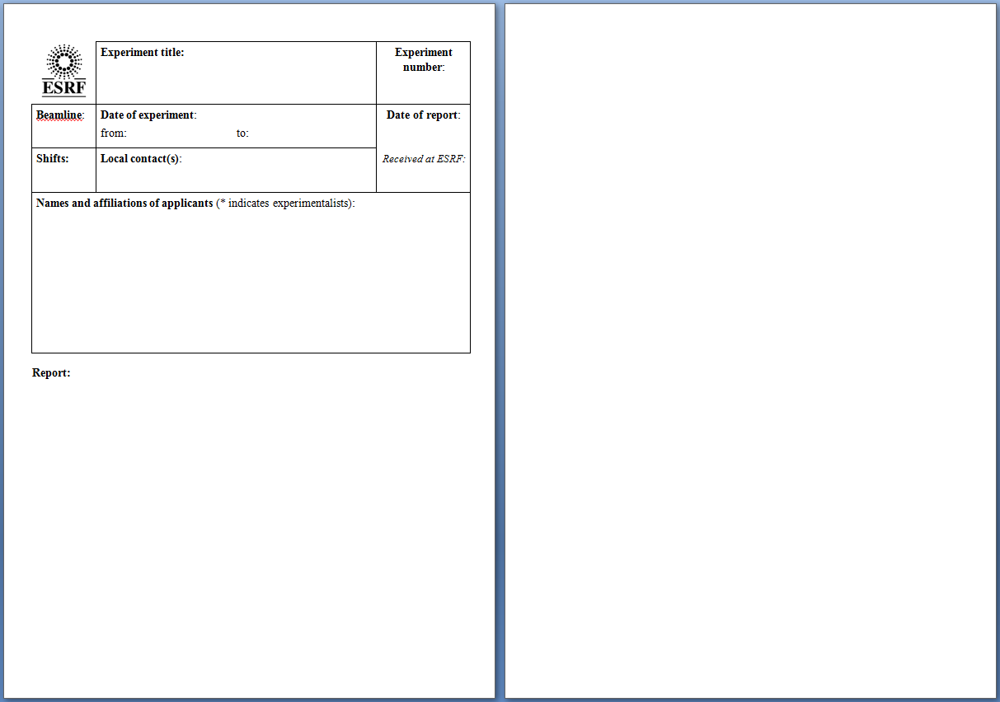 ESRF
Experiment title:
Experiment
number:
Beamline:
Date of experiment:
from: to:
Date of report:
Shifts:
Local contact(s):
Received at ESRF:
Names and affiliations of applicants (* indicates experimentalists):
Report: